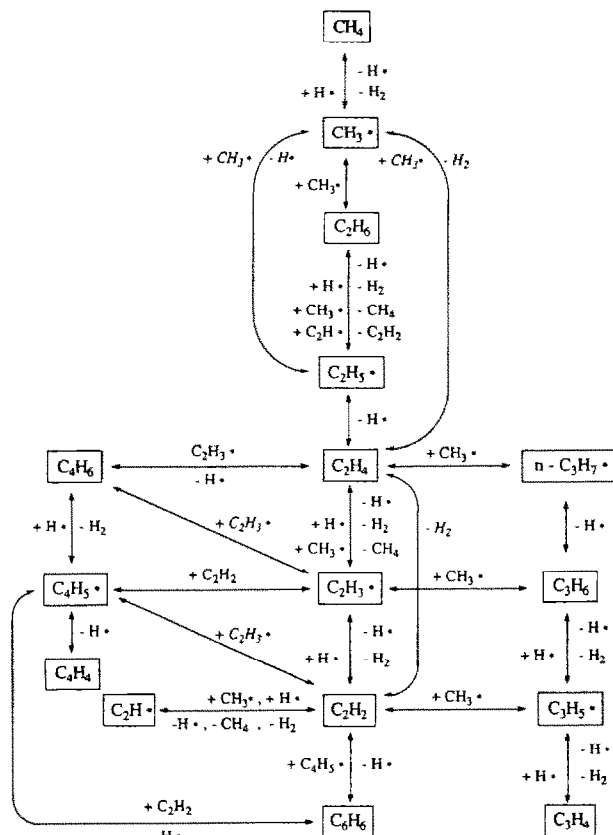 CH₄
- H •
+ H • - H₂
CH₃ •
+ CH₃ • - H • + CH₃ • - H₂
+ CH₃ •
C₂H₆
- H •
+ H • - H₂
+ CH₃ • - CH₄
+ C₂H • - C₂H₂
C₂H₅ •
- H •
C₄H₆ C₂H₃ • - H • C₂H₄ + CH₃ • n - C₃H₇ •
- H •
+ H • - H₂ + C₂H₃ • + H • - H₂ - H₂ - H •
+ CH₃ • - CH₄
C₄H₅ • + C₂H₂ C₂H₃ • + CH₃ • C₃H₆
- H • + C₂H₃ • - H • - H •
+ H • - H₂ + H • - H₂
C₄H₄
C₂H • + CH₃ • , + H • C₂H₂ + CH₃ • C₃H₅ •
-H • , - CH₄ , - H₂
+ C₄H₅ • - H • - H •
+ H • - H₂
+ C₂H₂
C₆H₆ C₃H₄